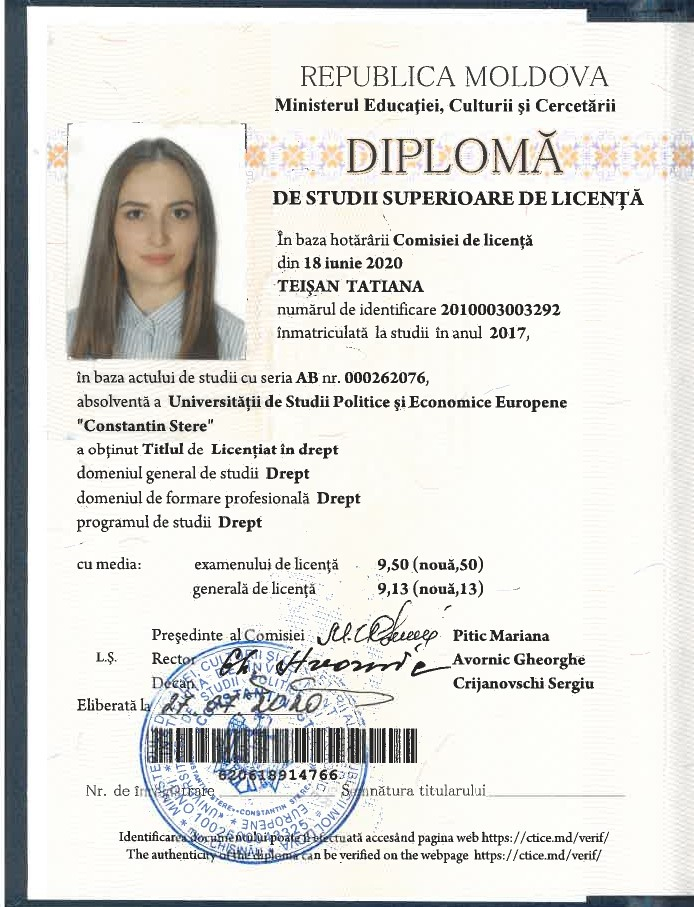 REPUBLICA MOLDOVA
Ministerul Educației, Culturii și Cercetării
DIPLOMĂ
DE STUDII SUPERIOARE DE LICENȚĂ
În baza hotărârii Comisiei de licență
din 18 iunie 2020
TEIȘAN TATIANA
numărul de identificare 2010003003292
înmatriculată la studii în anul 2017,
în baza actului de studii cu seria AB nr. 000262076,
absolventă a Universității de Studii Politice și Economice Europene
"Constantin Stere"
a obținut Titlul de Licențiat în drept
domeniul general de studii Drept
domeniul de formare profesională Drept
programul de studii Drept
cu media: examenului de licență 9,50 (nouă,50)
generală de licență 9,13 (nouă,13)
Președinte al Comisiei Pitic Mariana
L.Ș. Rector Avornic Gheorghe
Decan Crijanovschi Sergiu
Eliberată la 27 07 2020
620618914766
Nr. de înregistrare Semnătura titularului
Identificarea documentului poate fi efectuată accesând pagina web https://ctice.md/verif/
The authenticity of the diploma can be verified on the webpage https://ctice.md/verif/